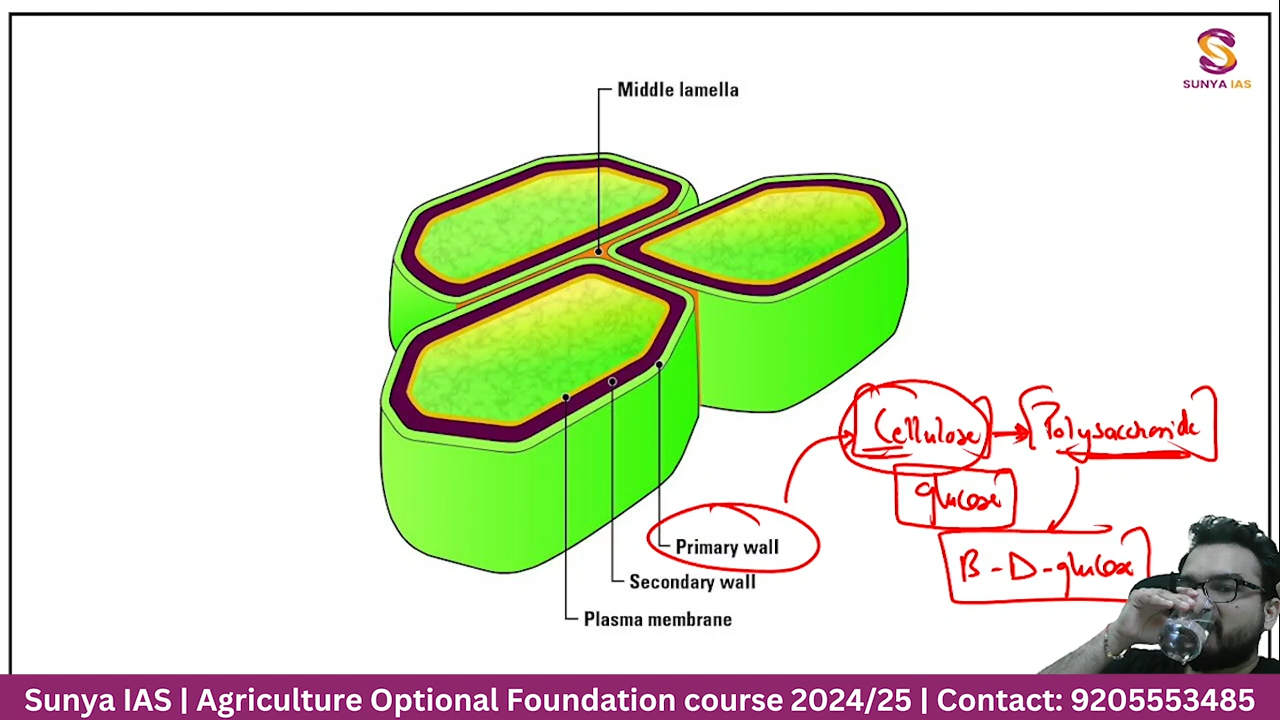 SUNYA IAS
Middle lamella
Cellulose
Polysaccharide
glucose
B-D-glucose
Primary wall
Secondary wall
Plasma membrane
Sunya IAS | Agriculture Optional Foundation course 2024/25 | Contact: 9205553485